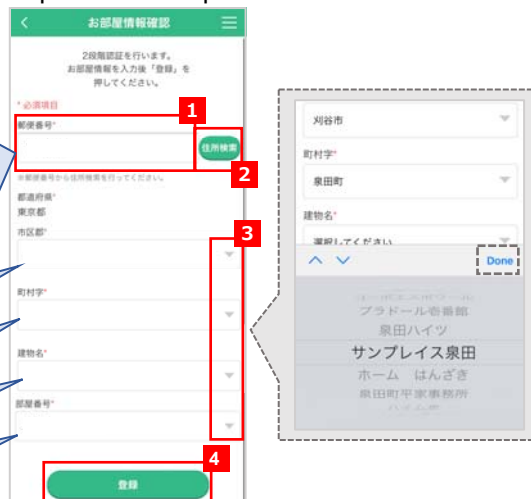 お部屋情報確認
2段階認証を行います。
お部屋情報を入力後「登録」を
押してください。
*必須項目
1
郵便番号*
住所検索
2
※郵便番号から住所検索を行ってください。
都道府県*
東京都
市区郡*
3
町村字*
建物名*
部屋番号*
4
登録
刈谷市
町村字*
泉田町
建物名*
選択してください
Done
プラドール壱番館
泉田ハイツ
サンプレイス泉田
ホーム はんざき
泉田町平家事務所